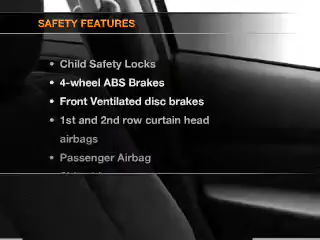 SAFETY FEATURES
• Child Safety Locks
• 4-wheel ABS Brakes
• Front Ventilated disc brakes
• 1st and 2nd row curtain head
airbags
• Passenger Airbag